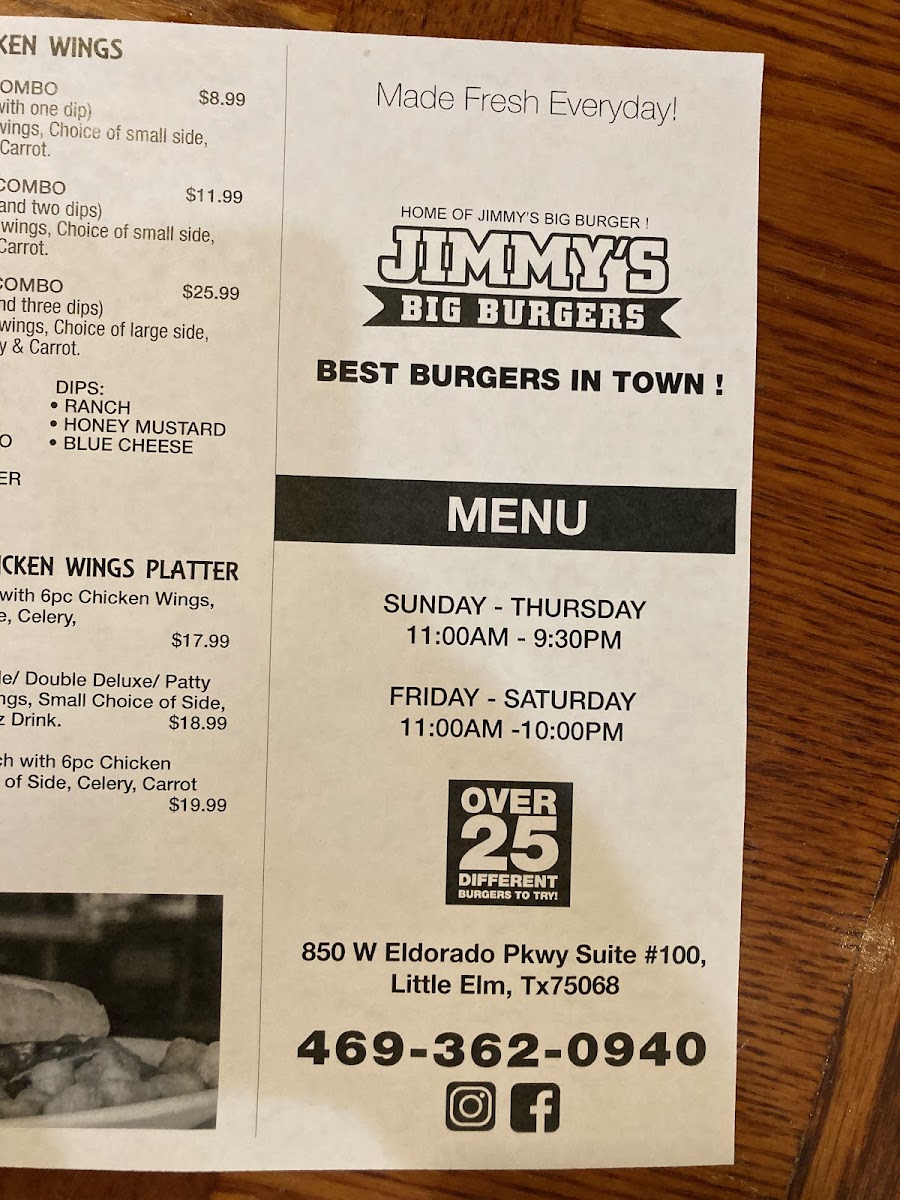 KEN WINGS
OMBO $8.99
with one dip)
wings, Choice of small side,
Carrot.
COMBO $11.99
and two dips)
wings, Choice of small side,
Carrot.
COMBO $25.99
nd three dips)
wings, Choice of large side,
y & Carrot.
DIPS:
• RANCH
• HONEY MUSTARD
O • BLUE CHEESE
ER
ICKEN WINGS PLATTER
with 6pc Chicken Wings,
e, Celery,
$17.99
le/ Double Deluxe/ Patty
ngs, Small Choice of Side,
z Drink. $18.99
ch with 6pc Chicken
of Side, Celery, Carrot
$19.99
Made Fresh Everyday!
HOME OF JIMMY'S BIG BURGER !
JIMMY'S
BIG BURGERS
BEST BURGERS IN TOWN !
MENU
SUNDAY - THURSDAY
11:00AM - 9:30PM
FRIDAY - SATURDAY
11:00AM -10:00PM
OVER
25
DIFFERENT
BURGERS TO TRY!
850 W Eldorado Pkwy Suite #100,
Little Elm, Tx75068
469-362-0940